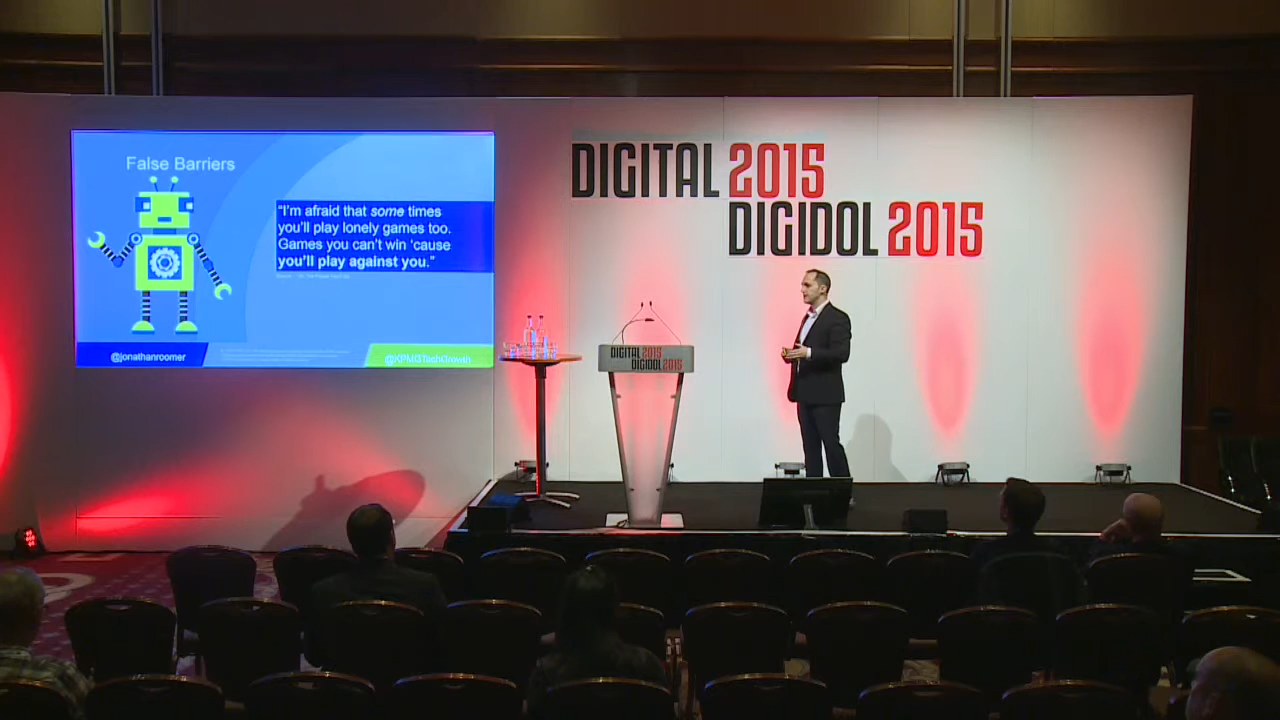 False Barriers
“I’m afraid that some times
you’ll play lonely games too.
Games you can’t win ‘cause
you’ll play against you.”
@jonathanroomer
@KPMGTechGrowth
DIGITAL 2015
DIGIDOL 2015
DIGITAL 2015
DIGIDOL 2015